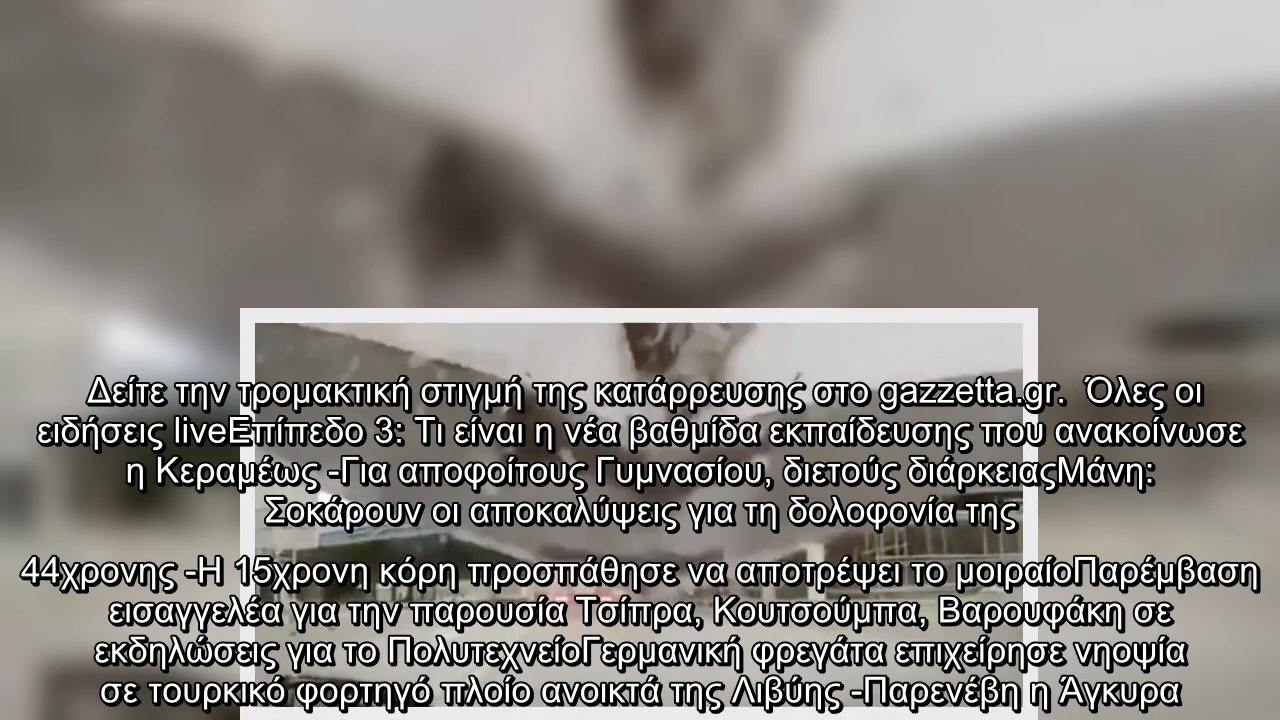 Δείτε την τρομακτική στιγμή της κατάρρευσης στο gazzetta.gr.  Όλες οι
ειδήσεις liveΕπίπεδο 3: Τι είναι η νέα βαθμίδα εκπαίδευσης που ανακοίνωσε
η Κεραμέως -Για αποφοίτους Γυμνασίου, διετούς διάρκειαςΜάνη:
Σοκάρουν οι αποκαλύψεις για τη δολοφονία της
44χρονης -Η 15χρονη κόρη προσπάθησε να αποτρέψει το μοιραίοΠαρέμβαση
εισαγγελέα για την παρουσία Τσίπρα, Κουτσούμπα, Βαρουφάκη σε
εκδηλώσεις για το ΠολυτεχνείοΓερμανική φρεγάτα επιχείρησε νηοψία
σε τουρκικό φορτηγό πλοίο ανοικτά της Λιβύης -Παρενέβη η Άγκυρα